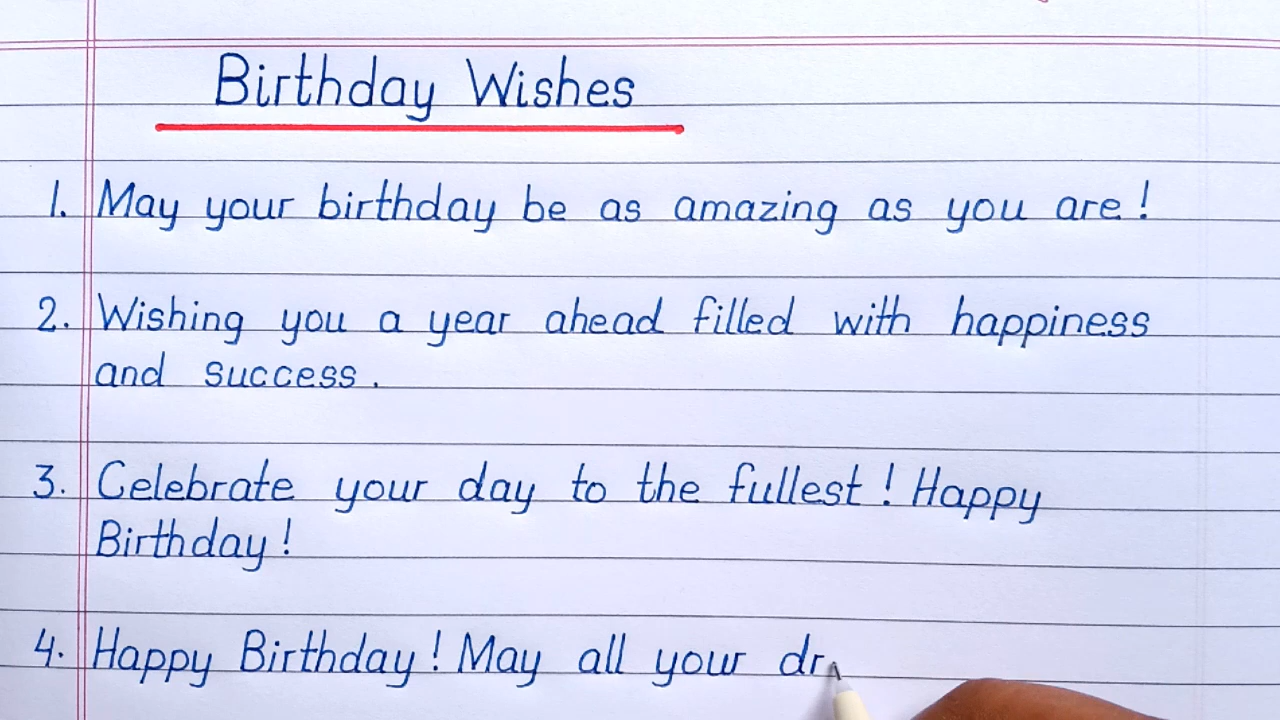 Birthday Wishes
1. May your birthday be as amazing as you are!
2. Wishing you a year ahead filled with happiness
and success.
3. Celebrate your day to the fullest! Happy
Birthday!
4. Happy Birthday! May all your dr